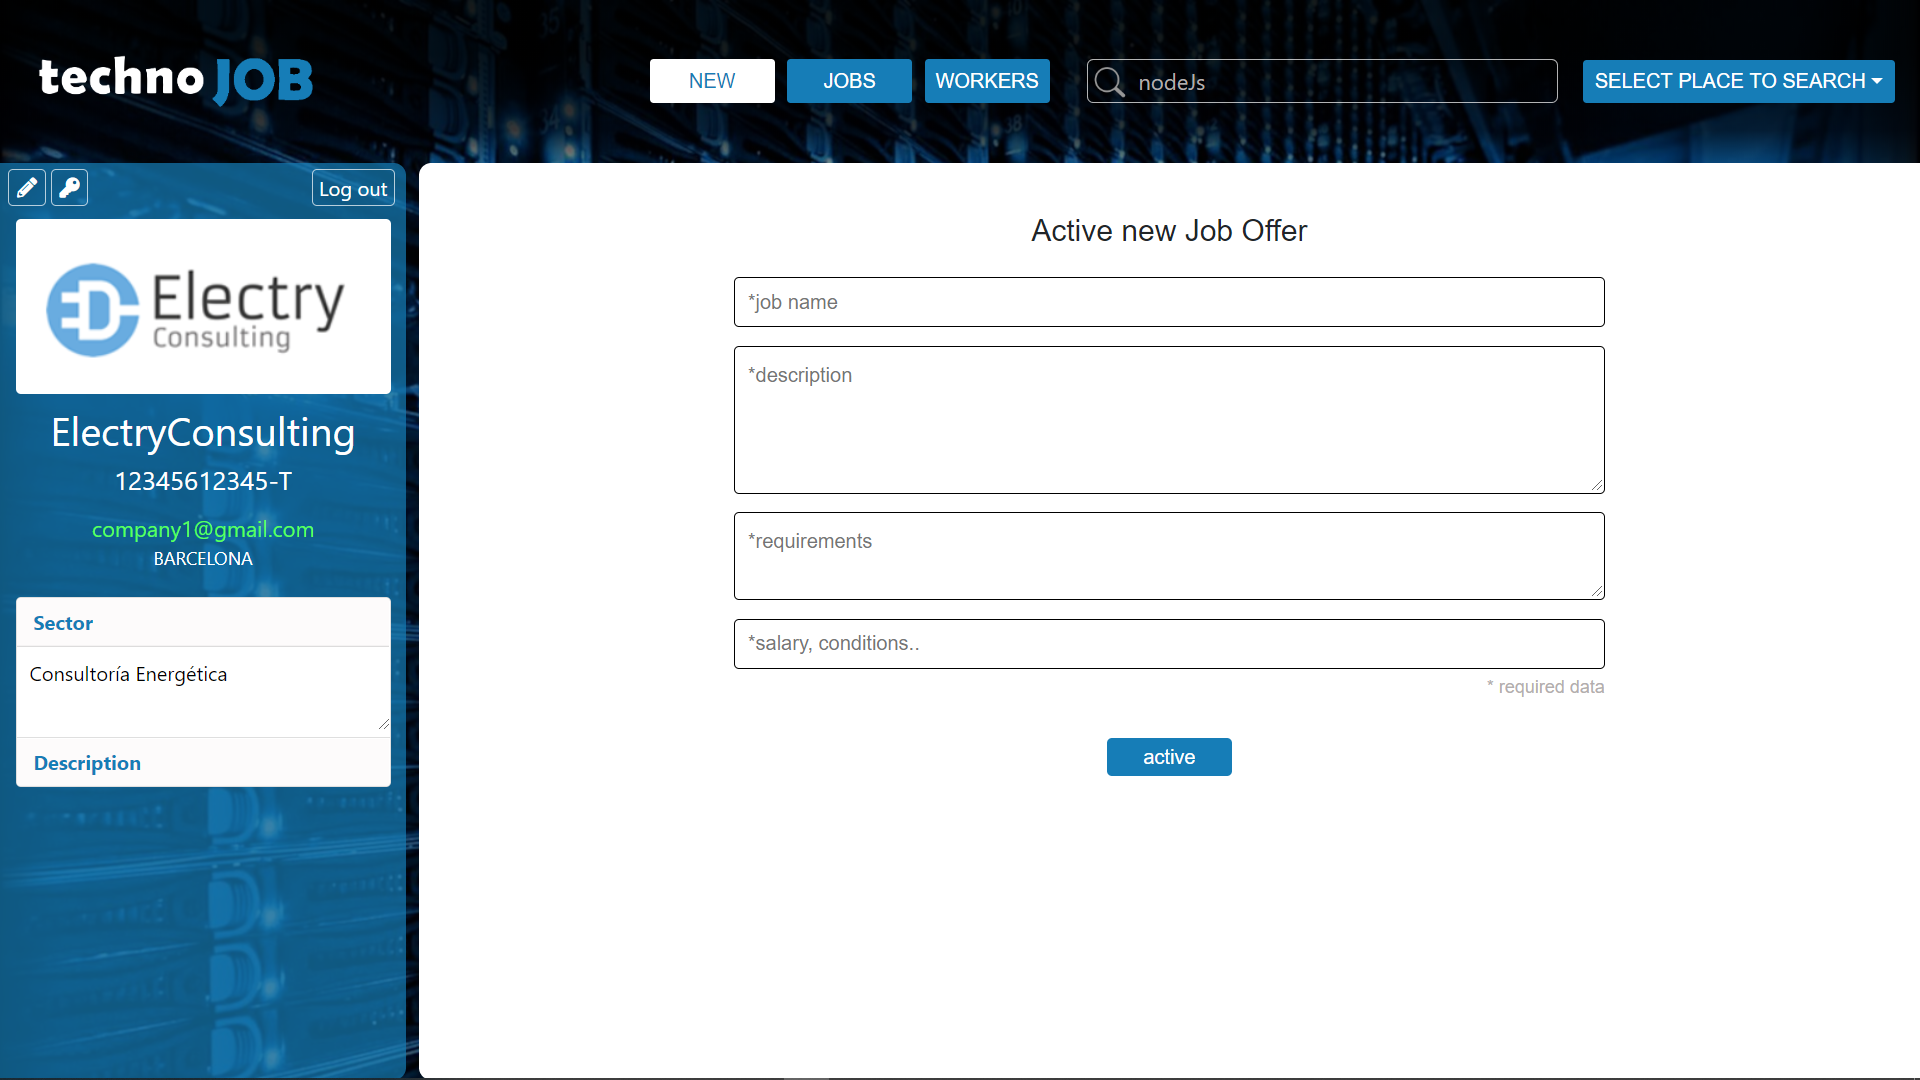 techno JOB
NEW
JOBS
WORKERS
nodeJs
SELECT PLACE TO SEARCH
Log out
Electry
Consulting
ElectryConsulting
12345612345-T
company1@gmail.com
BARCELONA
Sector
Consultoría Energética
Description
Active new Job Offer
*job name
*description
*requirements
*salary, conditions..
* required data
active